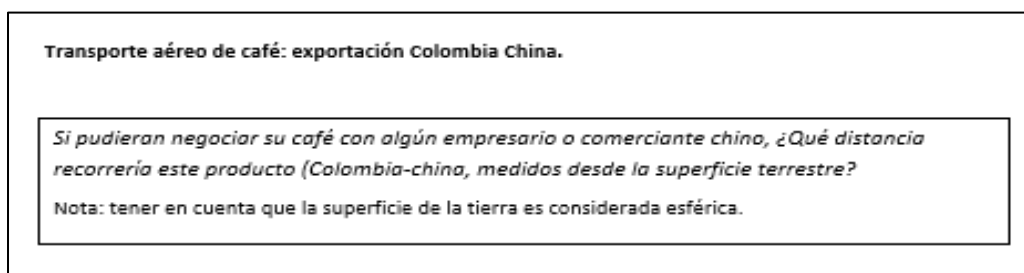 Transporte aéreo de café: exportación Colombia China.
Si pudieran negociar su café con algún empresario o comerciante chino, ¿Qué distancia
recorrería este producto (Colombia-china, medidos desde la superficie terrestre?
Nota: tener en cuenta que la superficie de la tierra es considerada esférica.